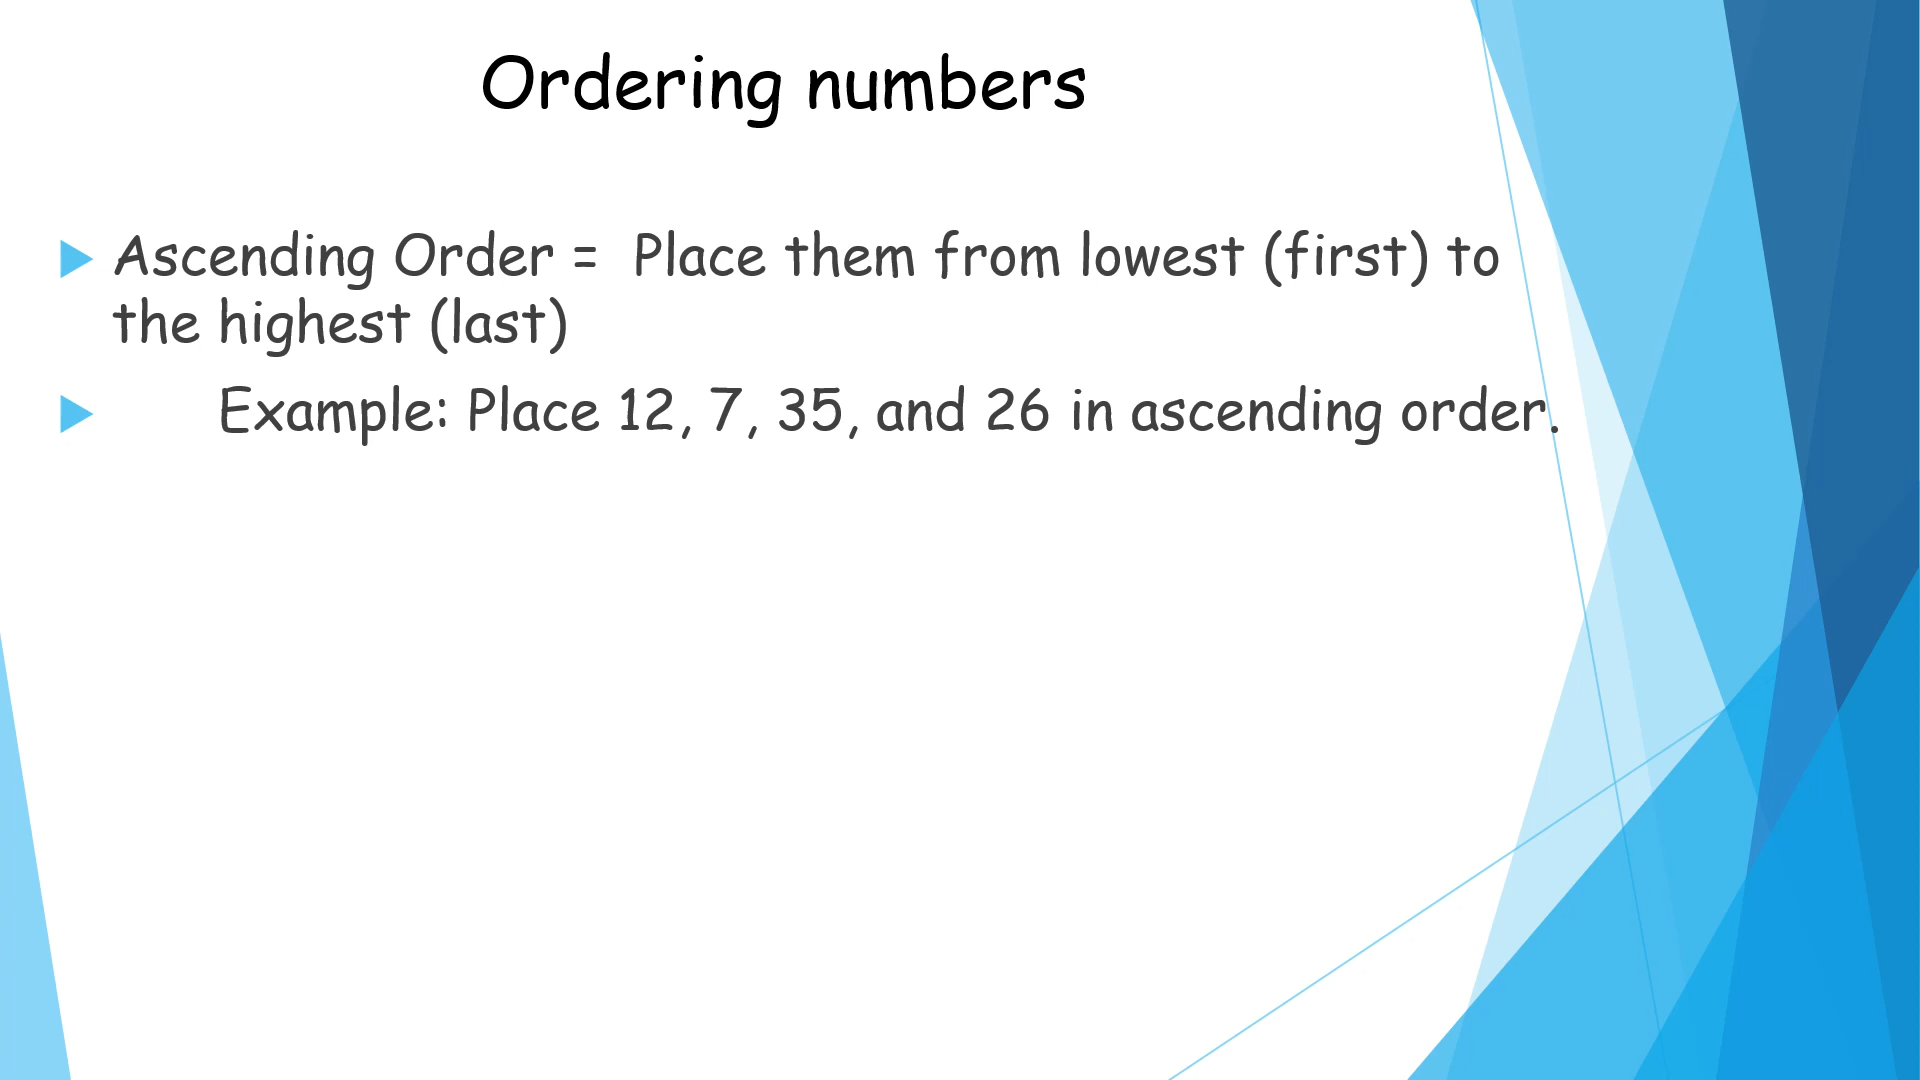 Ordering numbers
Ascending Order =  Place them from lowest (first) to
the highest (last)
Example: Place 12, 7, 35, and 26 in ascending order.